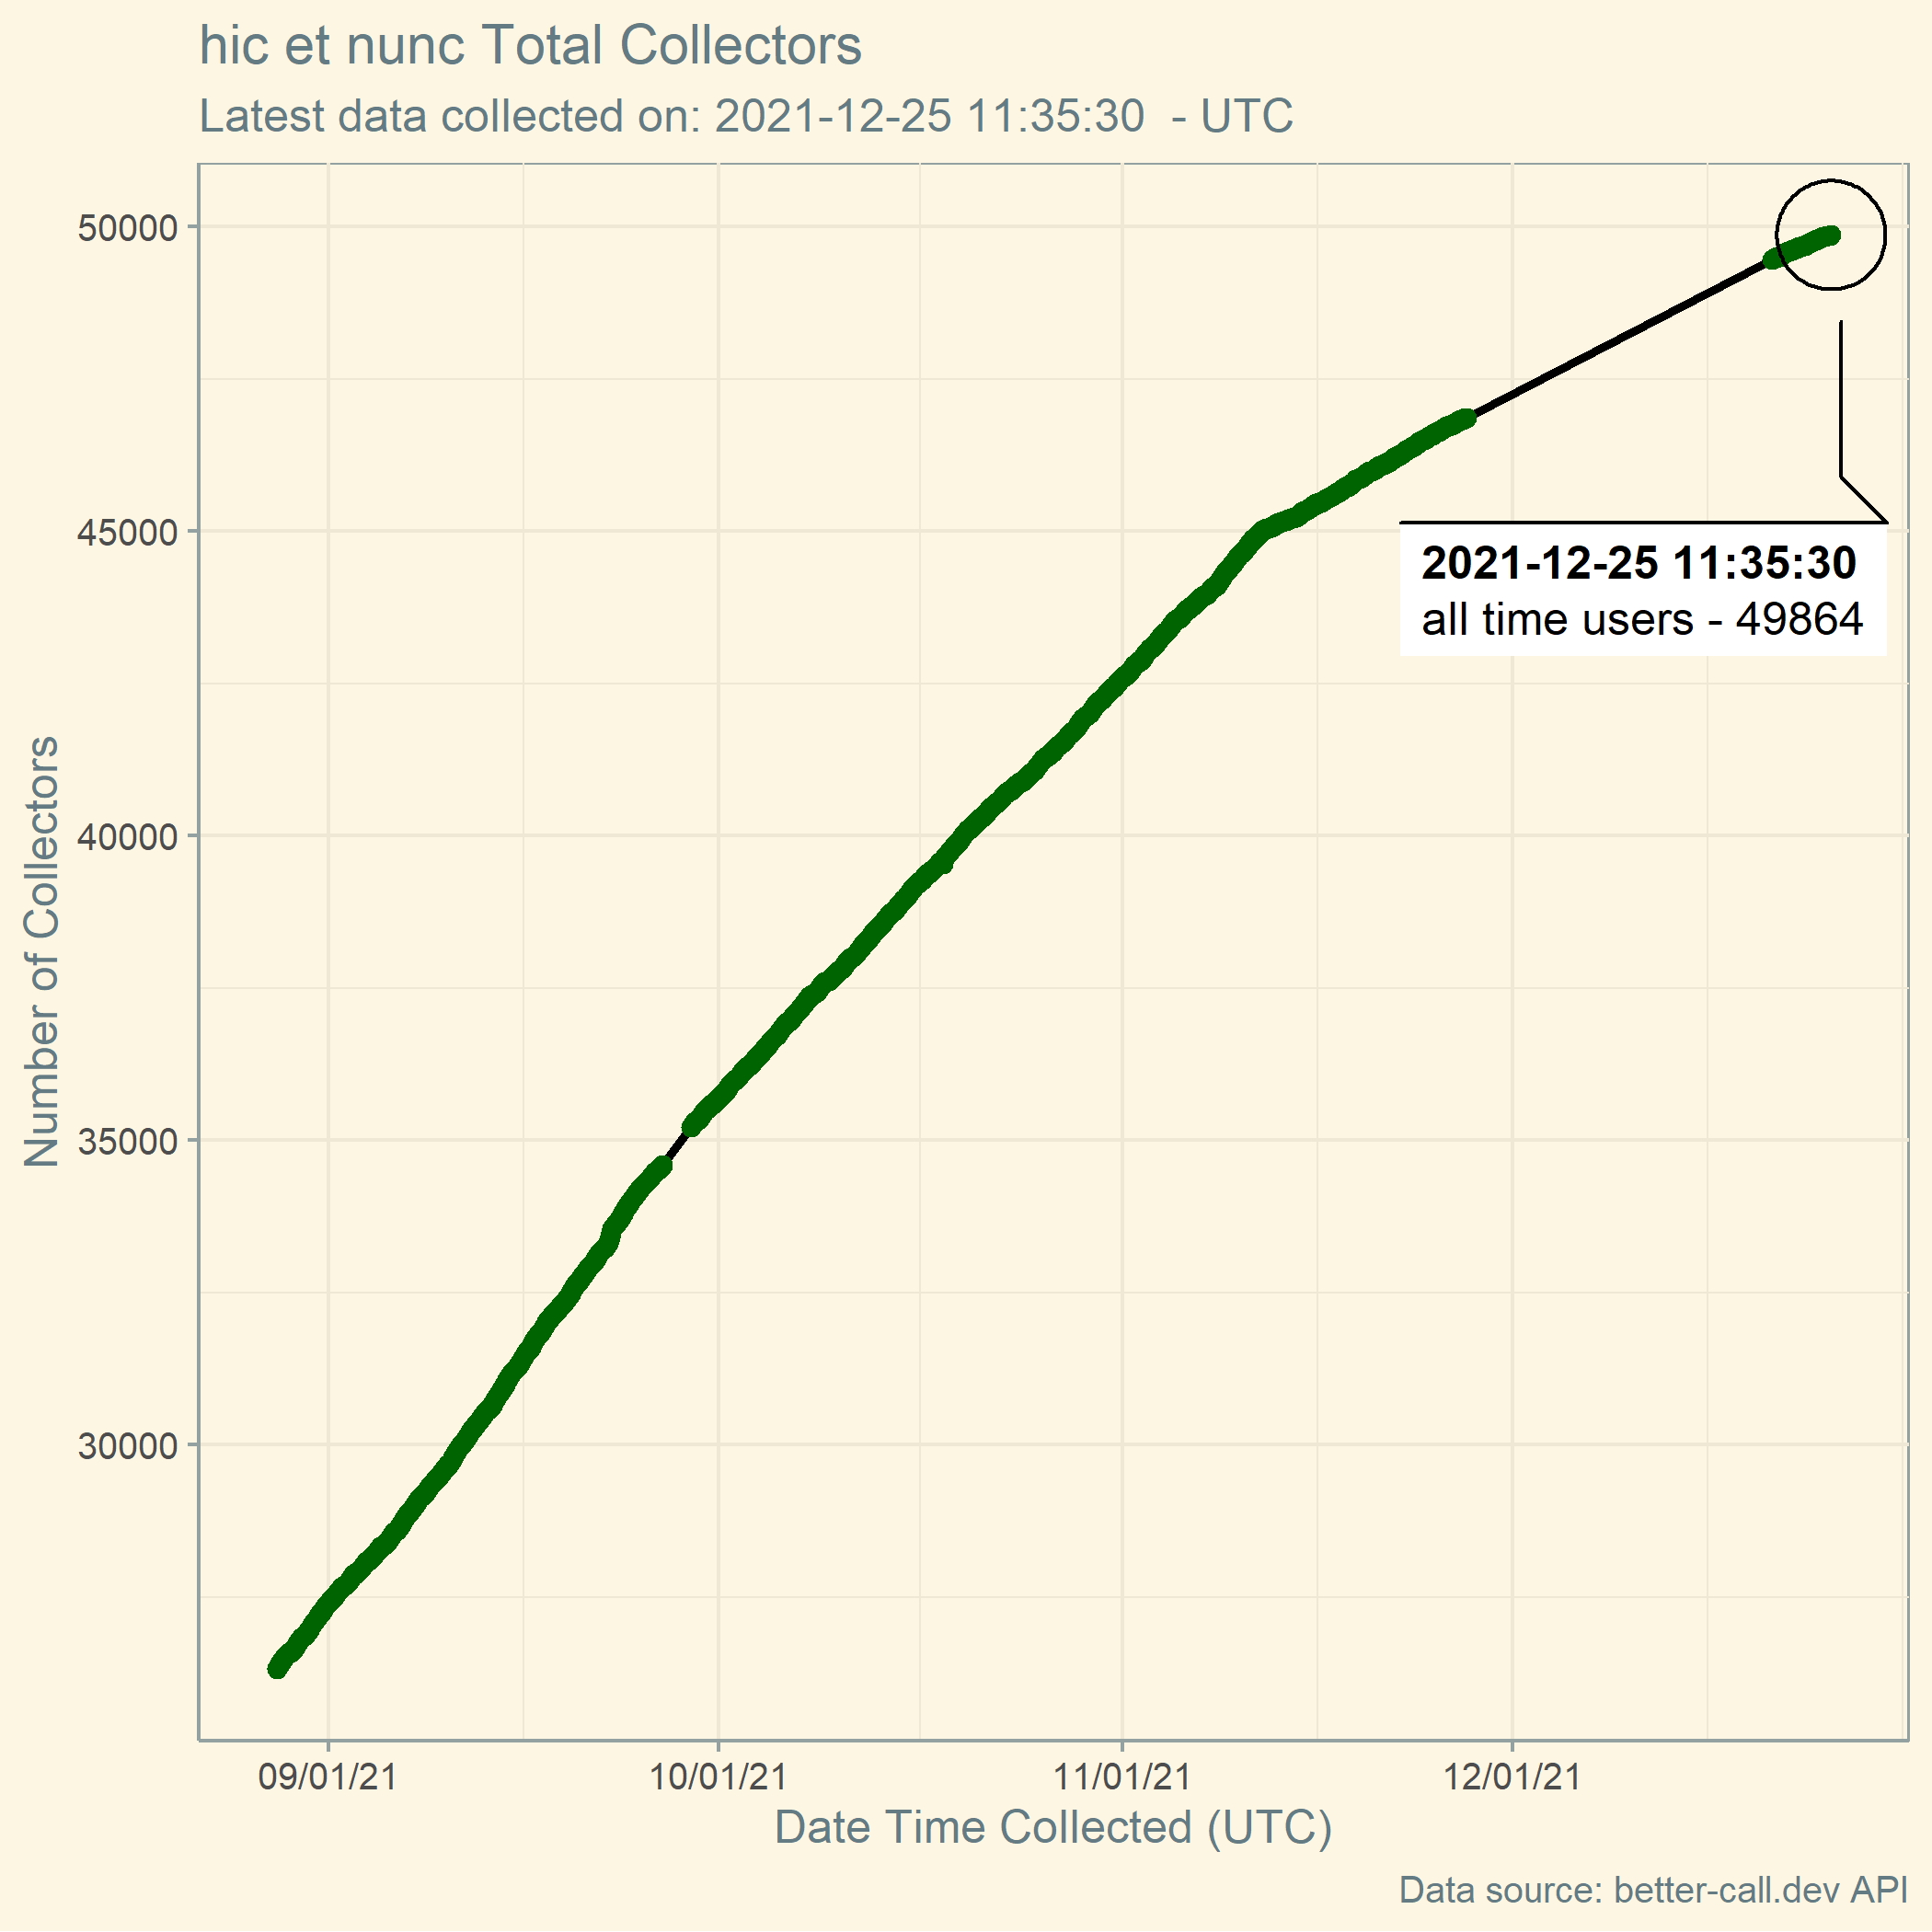 hic et nunc Total Collectors
Latest data collected on: 2021-12-25 11:35:30  - UTC
Number of Collectors
50000
45000
40000
35000
30000
2021-12-25 11:35:30
all time users - 49864
09/01/21
10/01/21
11/01/21
12/01/21
Date Time Collected (UTC)
Data source: better-call.dev API